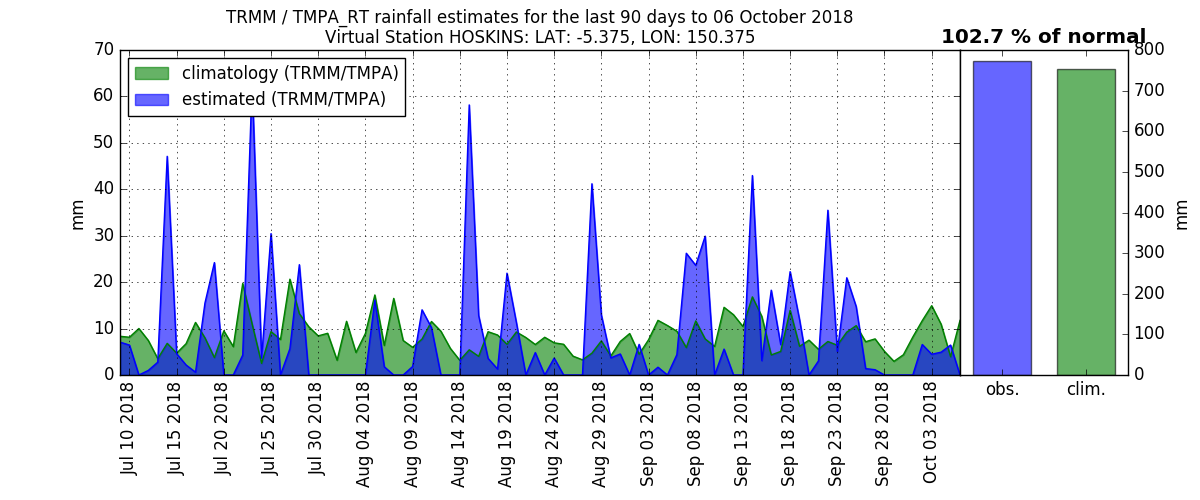 TRMM / TMPA_RT rainfall estimates for the last 90 days to 06 October 2018
Virtual Station HOSKINS: LAT: -5.375, LON: 150.375
102.7 % of normal
climatology (TRMM/TMPA)
estimated (TRMM/TMPA)
mm
70
60
50
40
30
20
10
0
Jul 10 2018
Jul 15 2018
Jul 20 2018
Jul 25 2018
Jul 30 2018
Aug 04 2018
Aug 09 2018
Aug 14 2018
Aug 19 2018
Aug 24 2018
Aug 29 2018
Sep 03 2018
Sep 08 2018
Sep 13 2018
Sep 18 2018
Sep 23 2018
Sep 28 2018
Oct 03 2018
obs.
clim.
800
700
600
500
400
300
200
100
0
mm